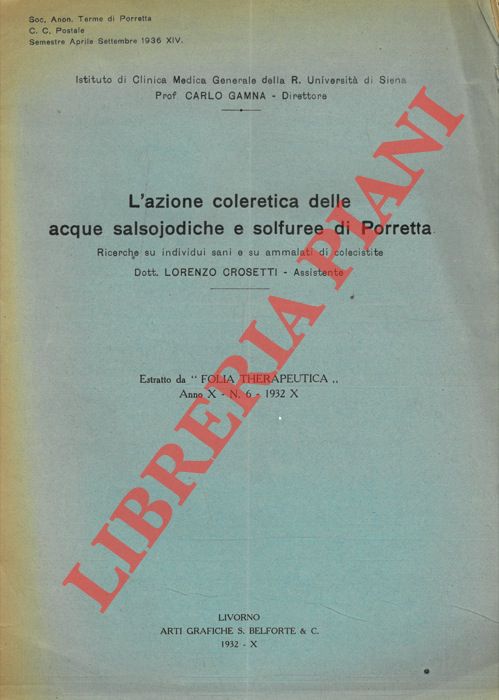 Soc. Anon. Terme di Porretta
C. C. Postale
Semestre Aprile Settembre 1936 XIV.
Istituto di Clinica Medica Generale della R. Università di Siena
Prof. CARLO GAMNA - Direttore
L'azione coleretica delle
acque salsojodiche e solfuree di Porretta
Ricerche su individui sani e su ammalati di colecistite
Dott. LORENZO CROSETTI - Assistente
Estratto da " FOLIA THERAPEUTICA „
Anno X - N. 6 - 1932 X
LIBRERIA PIANI
LIVORNO
ARTI GRAFICHE S. BELFORTE & C.
1932 - X